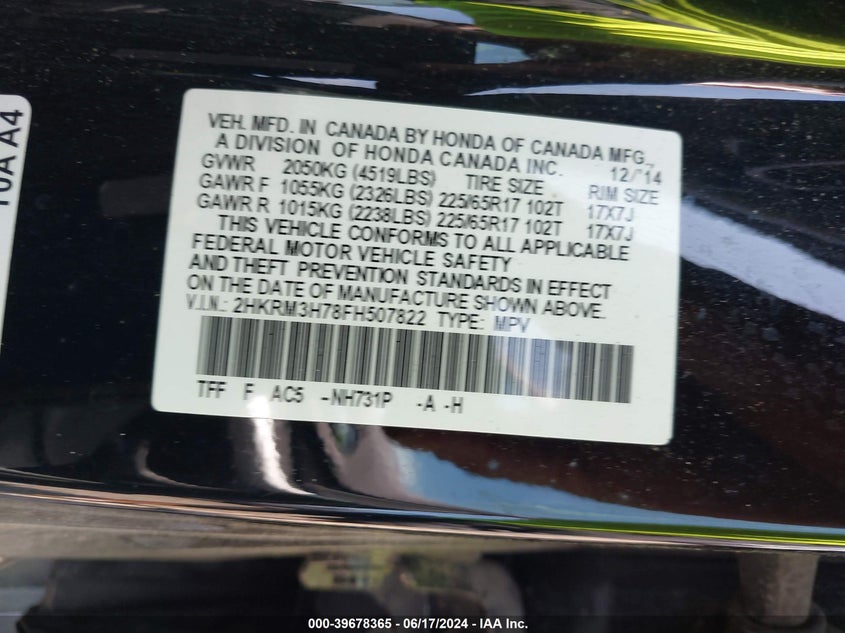 10A A4
VEH. MFD. IN CANADA BY HONDA OF CANADA MFG.,
A DIVISION OF HONDA CANADA INC. 12/'14
GVWR 2050KG (4519LBS) TIRE SIZE RIM SIZE
GAWR F 1055KG (2326LBS) 225/65R17 102T 17X7J
GAWR R 1015KG (2238LBS) 225/65R17 102T 17X7J
THIS VEHICLE CONFORMS TO ALL APPLICABLE
FEDERAL MOTOR VEHICLE SAFETY
AND THEFT PREVENTION STANDARDS IN EFFECT
ON THE DATE OF MANUFACTURE SHOWN ABOVE.
V.I.N.: 2HKRM3H78FH507822 TYPE: MPV
TFF F AC5 -NH731P -A -H
000-39678365 - 06/17/2024 - IAA Inc.